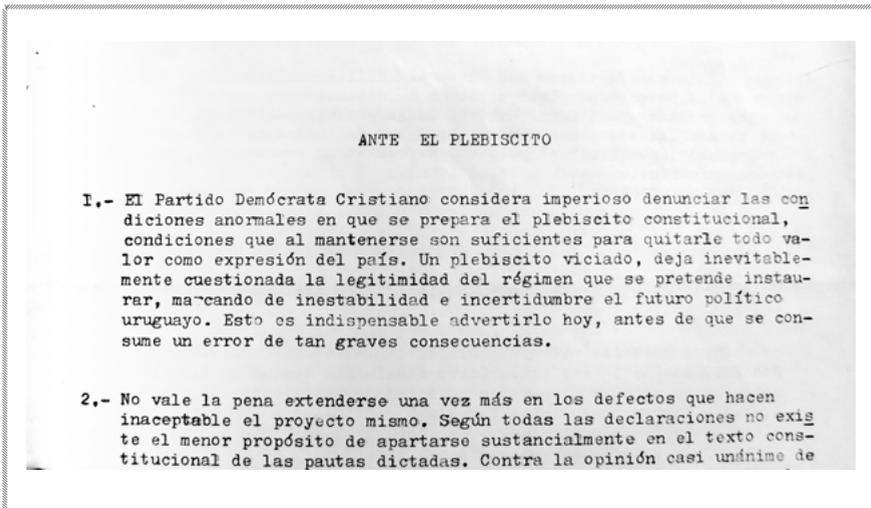 ANTE EL PLEBISCITO
1.- El Partido Demócrata Cristiano considera imperioso denunciar las con
diciones anormales en que se prepara el plebiscito constitucional,
condiciones que al mantenerse son suficientes para quitarle todo va-
lor como expresión del país. Un plebiscito viciado, deja inevitable-
mente cuestionada la legitimidad del régimen que se pretende instau-
rar, marcando de inestabilidad e incertidumbre el futuro político
uruguayo. Esto es indispensable advertirlo hoy, antes de que se con-
sume un error de tan graves consecuencias.
2.- No vale la pena extenderse una vez más en los defectos que hacen
inaceptable el proyecto mismo. Según todas las declaraciones no exis
te el menor propósito de apartarse sustancialmente en el texto cons-
titucional de las pautas dictadas. Contra la opinión casi unánime de